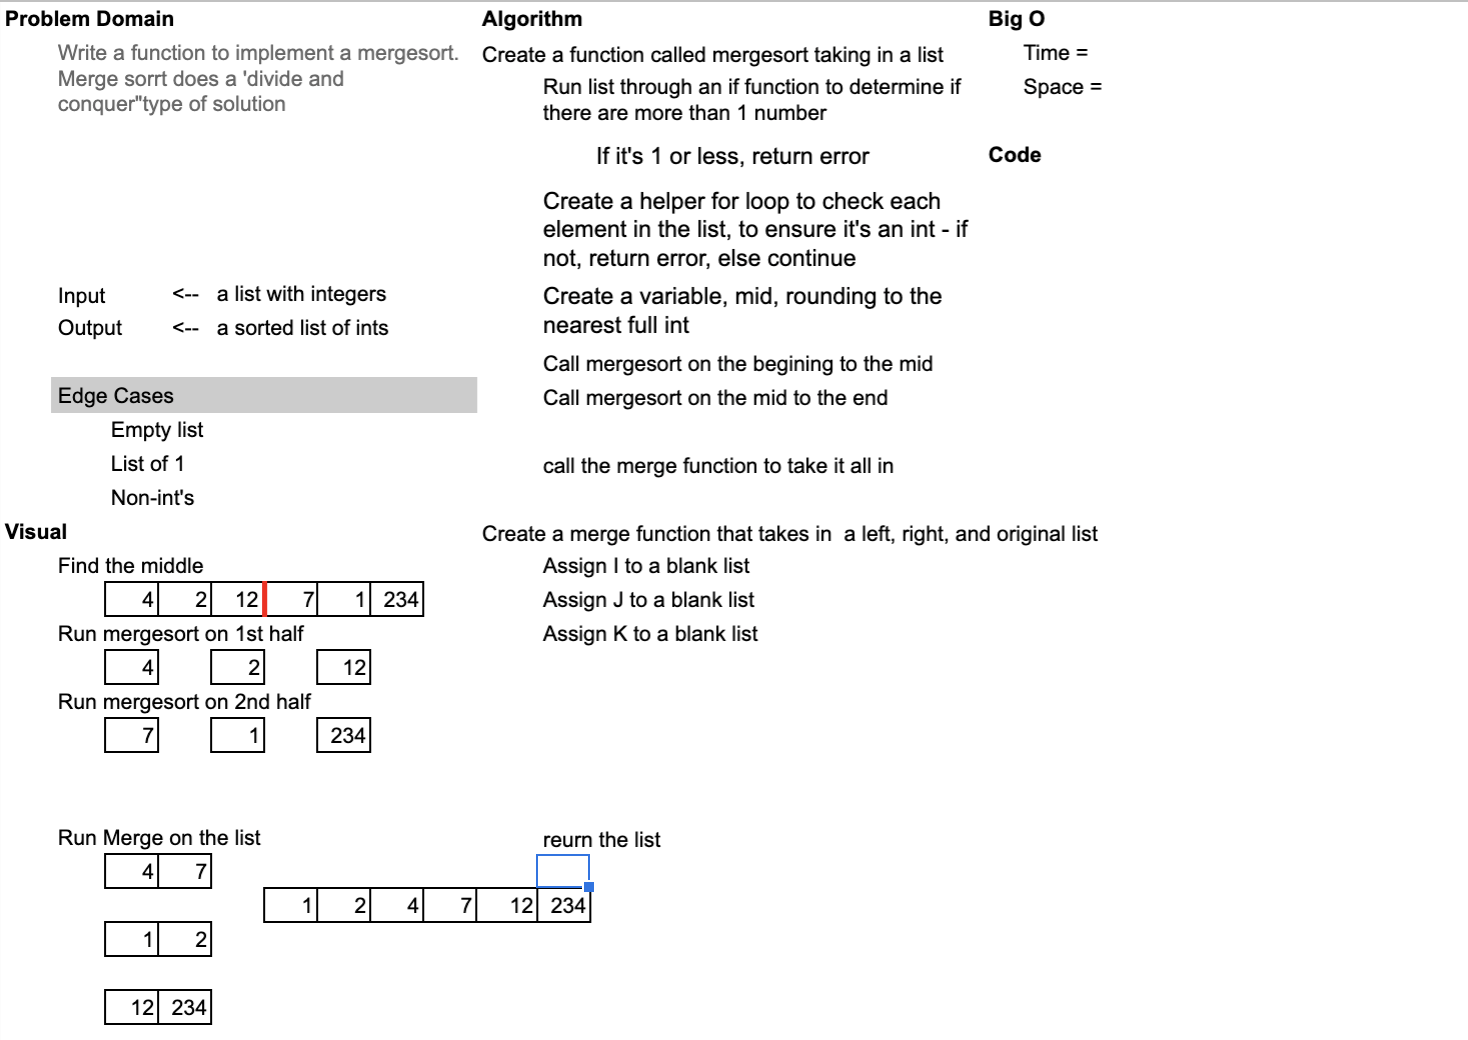 Problem Domain
Write a function to implement a mergesort.
Merge sorrt does a 'divide and
conquer"type of solution
Input <-- a list with integers
Output <-- a sorted list of ints
Edge Cases
Empty list
List of 1
Non-int's
Visual
Find the middle
4 2 12 7 1 234
Run mergesort on 1st half
4 2 12
Run mergesort on 2nd half
7 1 234
Run Merge on the list
4 7
1 2
12 234
1 2 4 7 12 234
Algorithm
Create a function called mergesort taking in a list
Run list through an if function to determine if
there are more than 1 number
If it's 1 or less, return error
Create a helper for loop to check each
element in the list, to ensure it's an int - if
not, return error, else continue
Create a variable, mid, rounding to the
nearest full int
Call mergesort on the begining to the mid
Call mergesort on the mid to the end
call the merge function to take it all in
Create a merge function that takes in  a left, right, and original list
Assign I to a blank list
Assign J to a blank list
Assign K to a blank list
reurn the list
Big O
Time =
Space =
Code